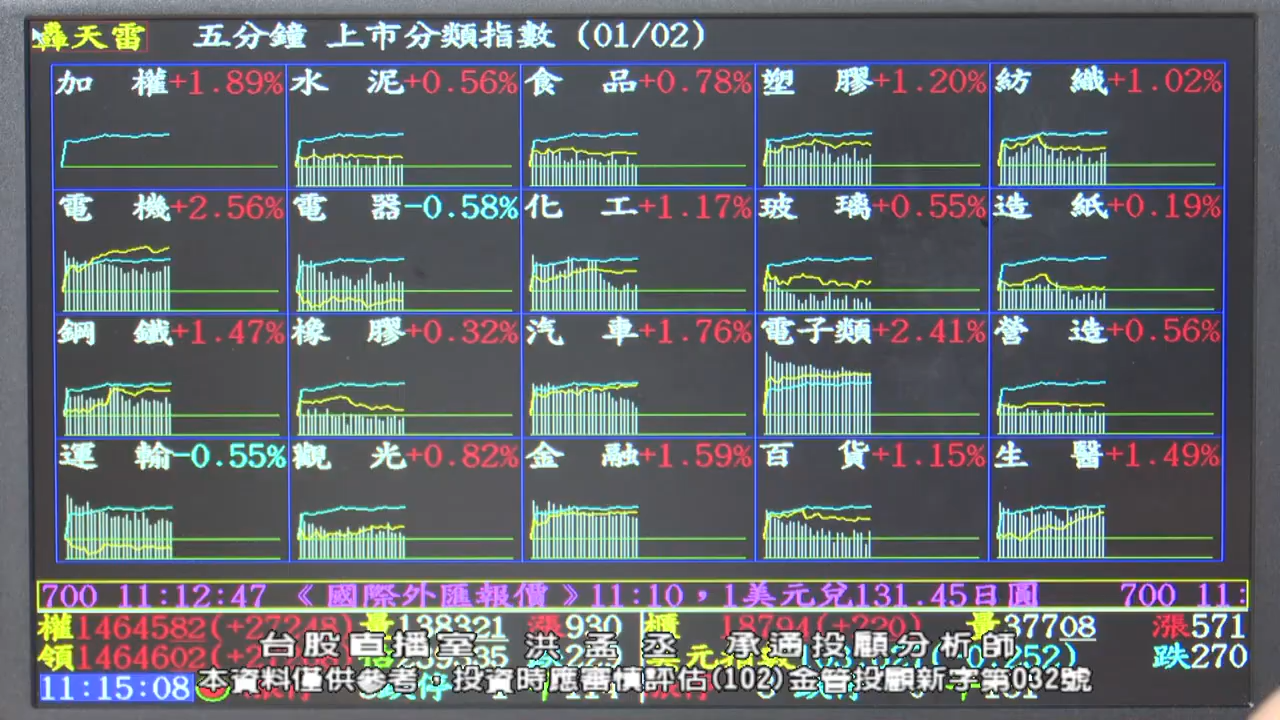 轟天雷 五分鐘 上市分類指數 (01/02)
加權+1.89% 水泥+0.56% 食品+0.78% 塑膠+1.20% 紡織+1.02%
電機+2.56% 電器-0.58% 化工+1.17% 玻璃+0.55% 造紙+0.19%
鋼鐵+1.47% 橡膠+0.32% 汽車+1.76% 電子類+2.41% 營造+0.56%
運輸-0.55% 觀光+0.82% 金融+1.59% 百貨+1.15% 生醫+1.49%
700 11:12:47 《國際外匯報價》11:10，1美元兌131.45日圓 700 11:
權1464582(+27248) 量138321 漲930 櫃 18794(+220) 量37708 漲571
台股直播室 洪孟丞 承通投顧分析師
領1464602 美元指數 跌270
本資料僅供參考，投資時應審慎評估(102)金管投顧新字第032號
11:15:08